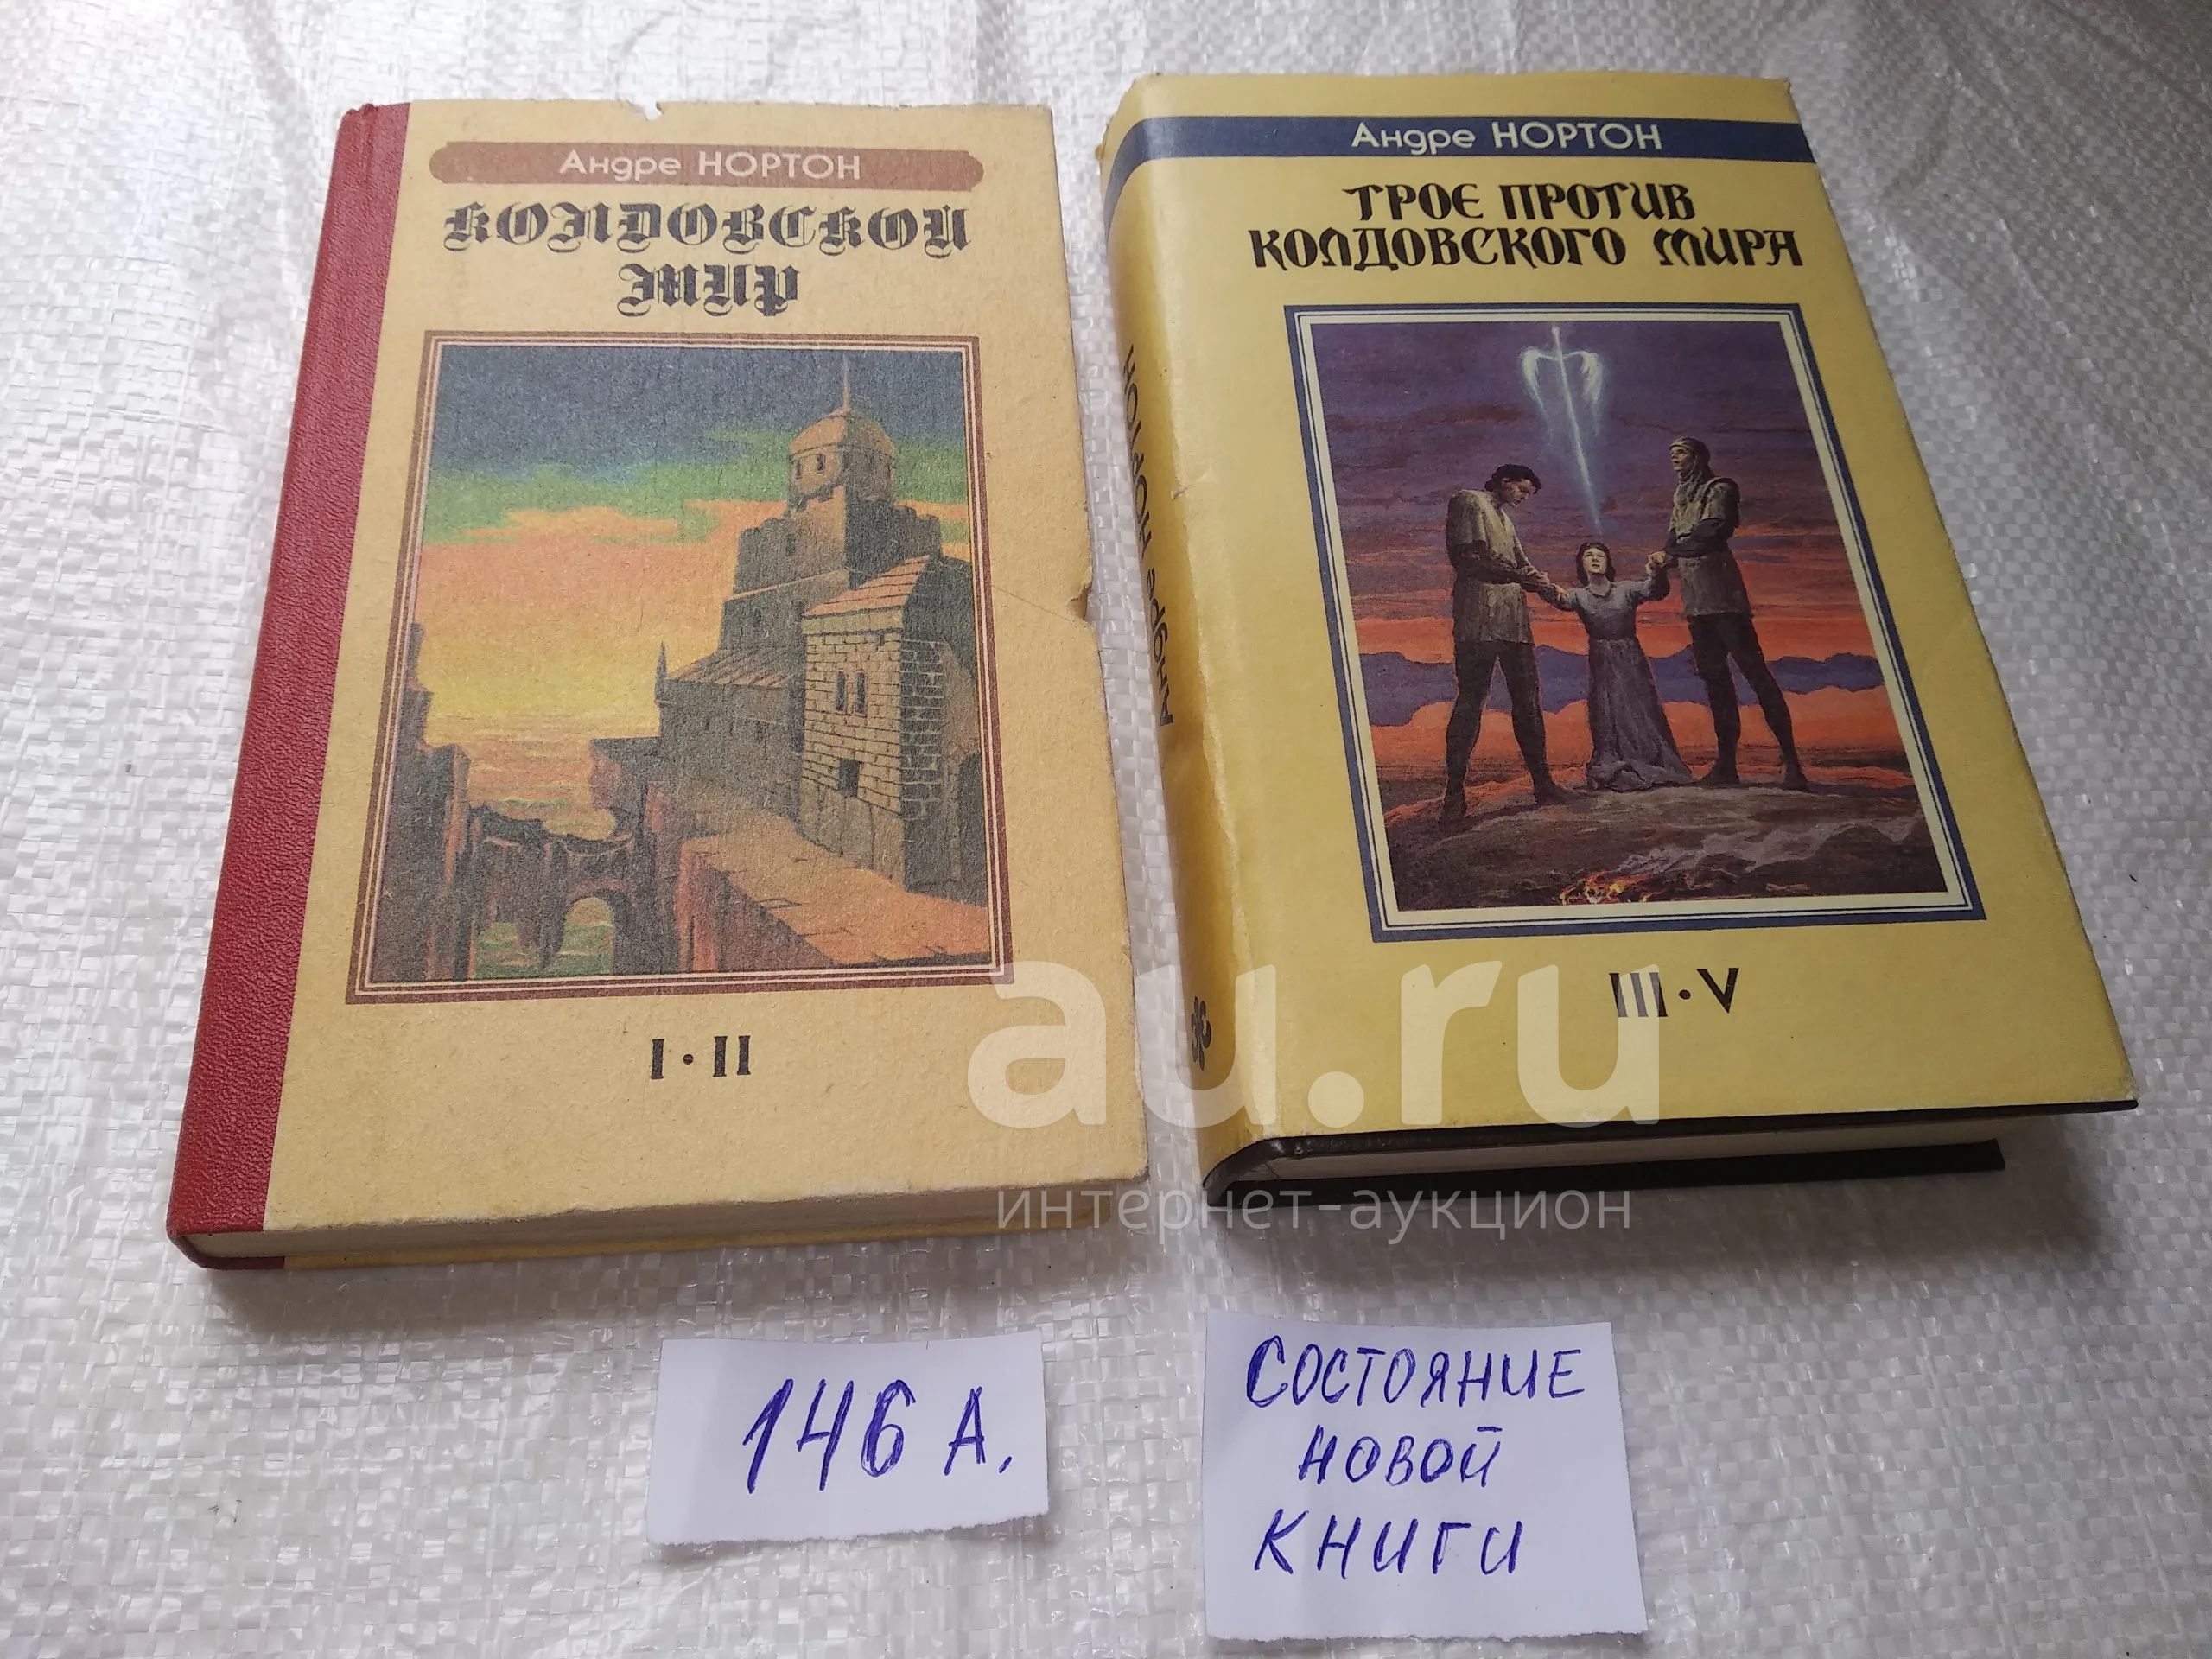 Андре НОРТОН
КОЛДОВСКОЙ
МИР
I • II
Андре НОРТОН
ТРОЕ ПРОТИВ
КОЛДОВСКОГО МИРА
III • V
Андре НОРТОН
au.ru
интернет-аукцион
146 А.
СОСТОЯНИЕ
НОВОЙ
КНИГИ